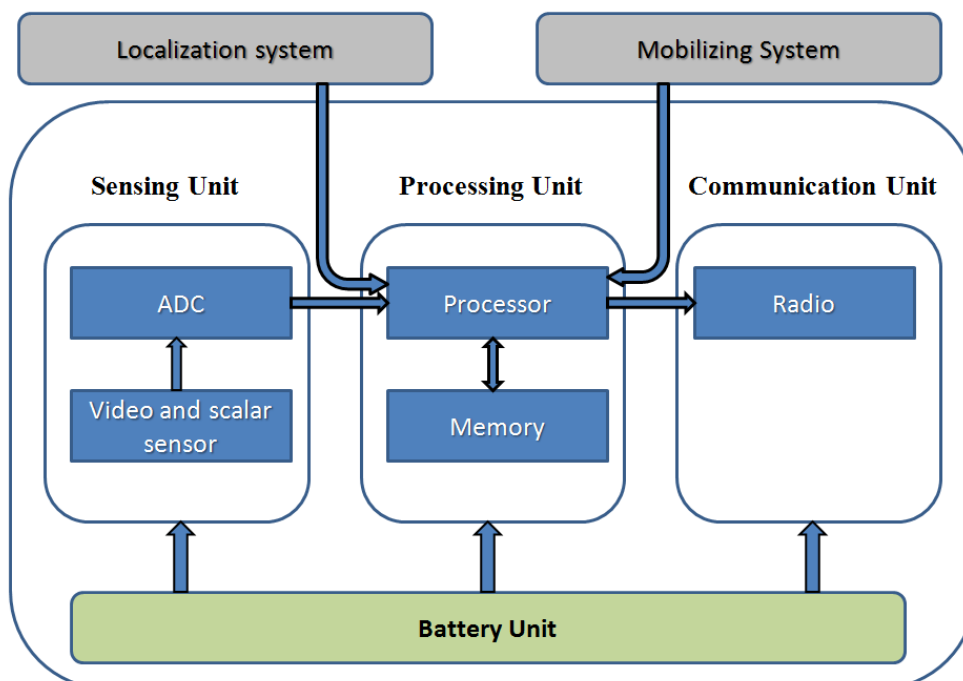 Localization system
Mobilizing System
Sensing Unit
Processing Unit
Communication Unit
ADC
Processor
Radio
Video and scalar
sensor
Memory
Battery Unit